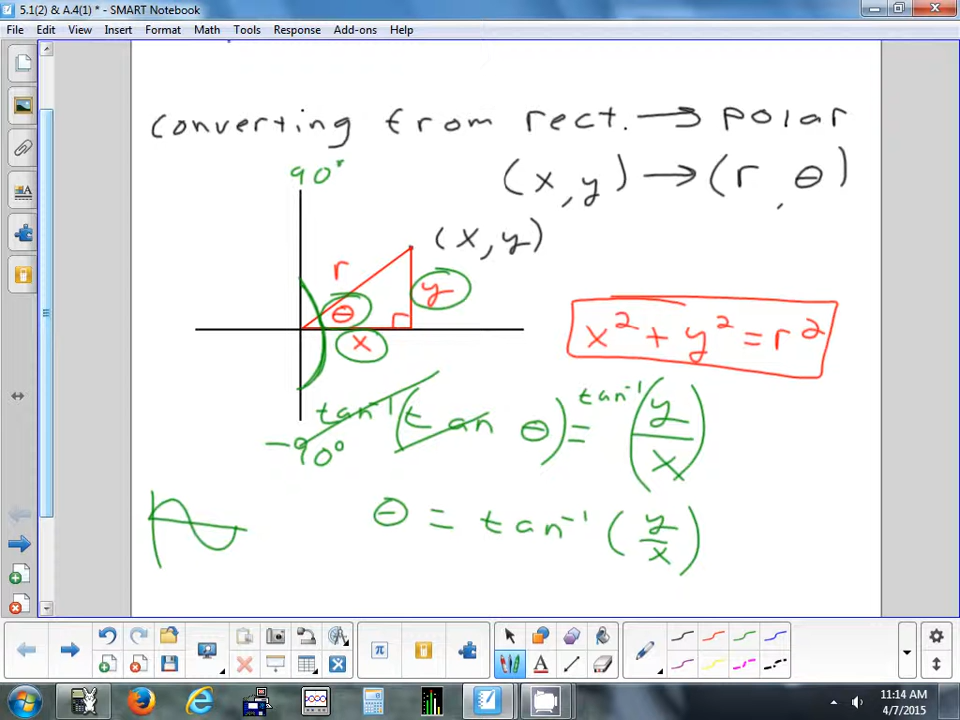 5.1(2) & A.4(1) * - SMART Notebook
File Edit View Insert Format Math Tools Response Add-ons Help
converting from rect. → polar
90°
(x, y) → (r, θ)
(x, y)
r
θ
y
x
x² + y² = r²
tan⁻¹(tan θ) = tan⁻¹(y/x)
-90°
θ = tan⁻¹(y/x)
π
A
11:14 AM
4/7/2015